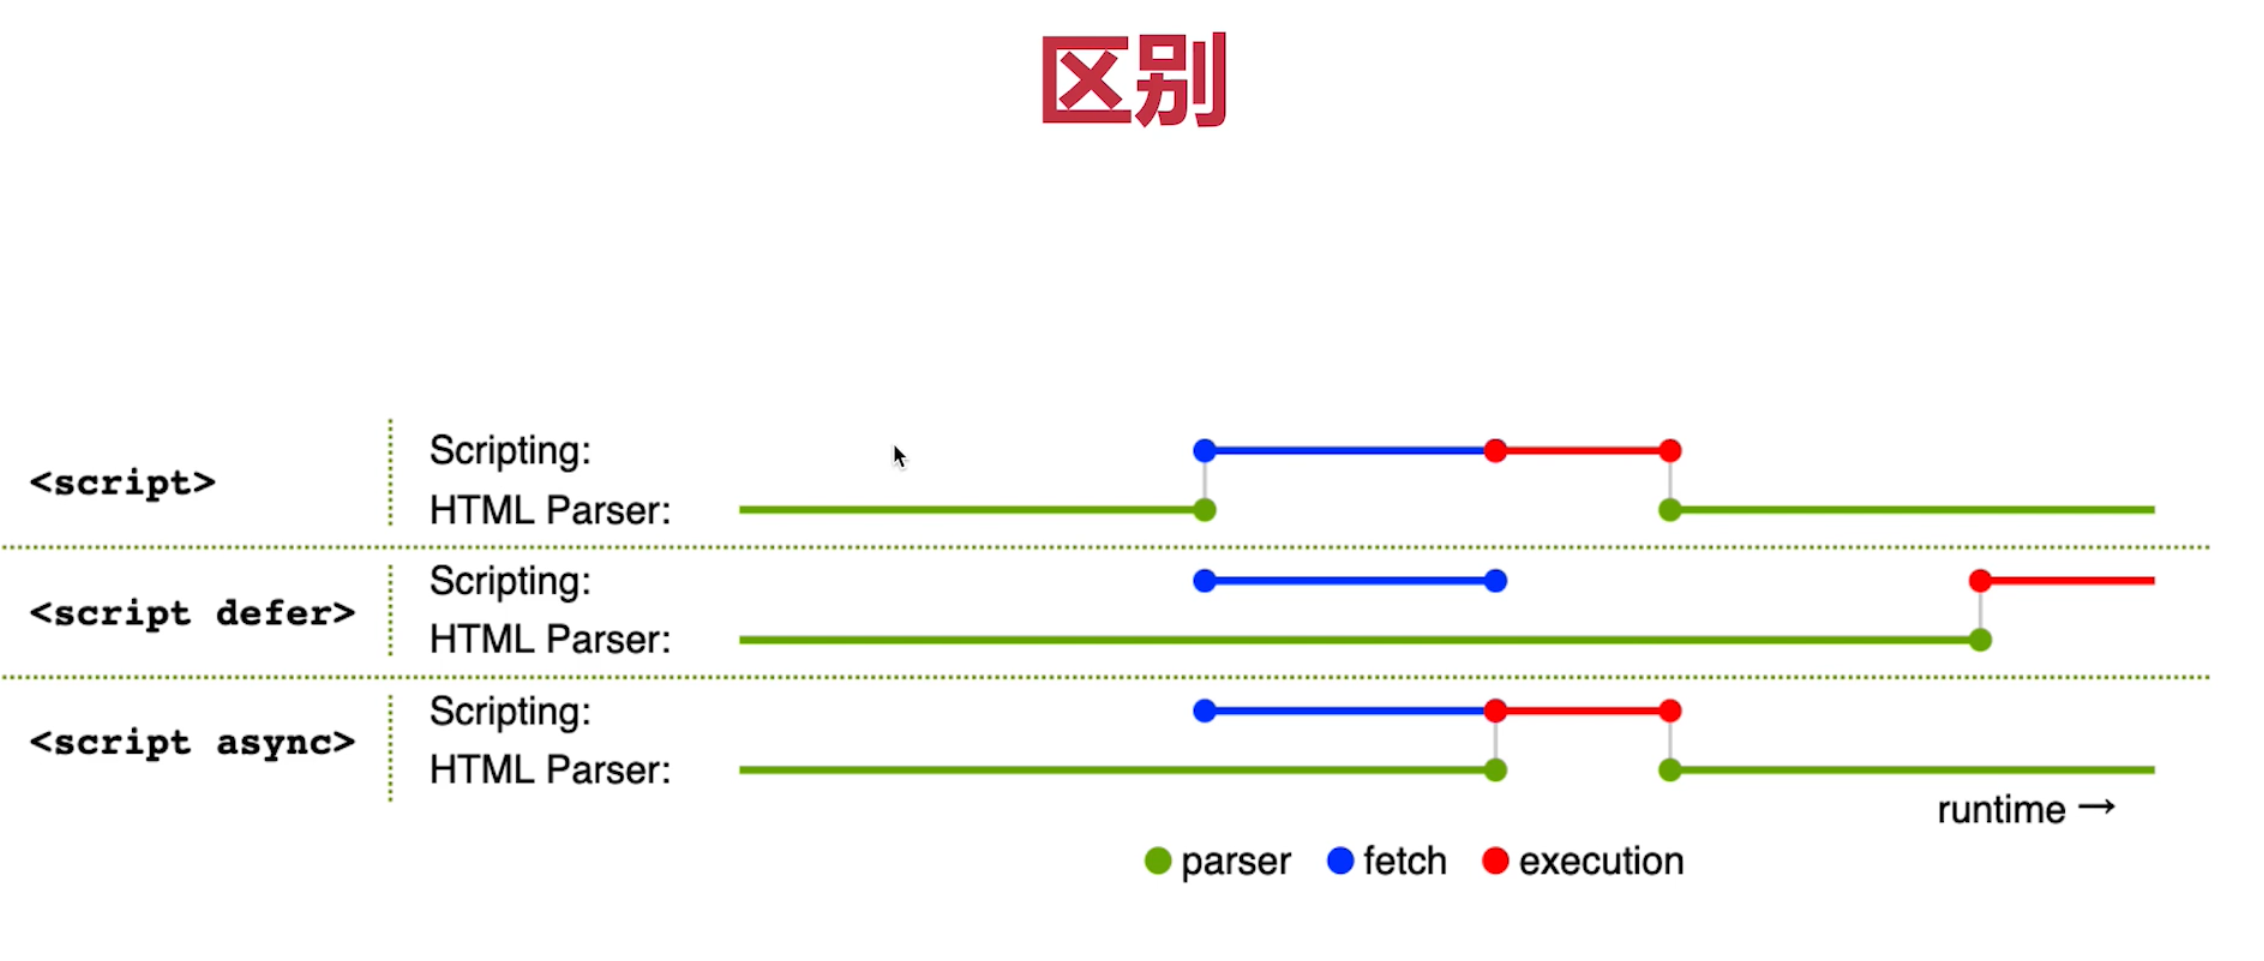 区别
Scripting:
<script>
HTML Parser:
Scripting:
<script defer>
HTML Parser:
Scripting:
<script async>
HTML Parser:
runtime →
parser fetch execution